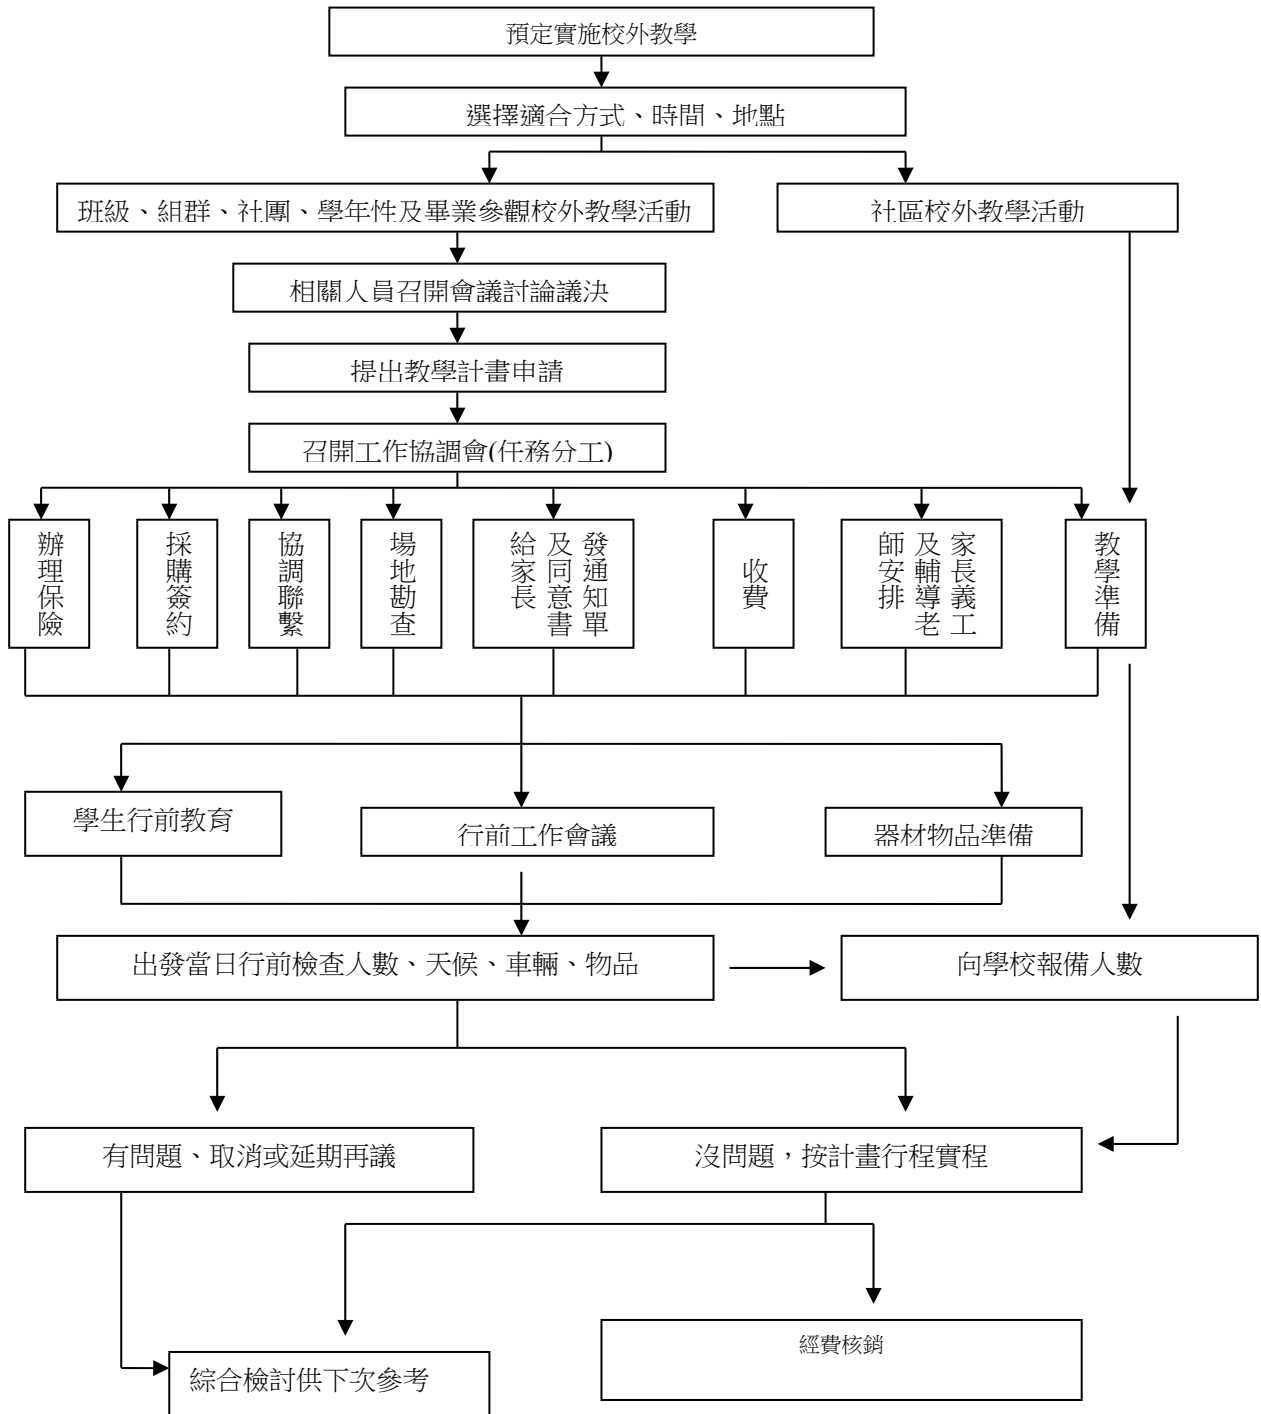 預定實施校外教學
選擇適合方式、時間、地點
班級、組群、社團、學年性及畢業參觀校外教學活動
社區校外教學活動
相關人員召開會議討論議決
提出教學計畫申請
召開工作協調會(任務分工)
辦理保險
採購簽約
協調聯繫
場地勘查
發通知單
及同意書
給家長
收費
家長義工
及輔導老
師安排
教學準備
學生行前教育
行前工作會議
器材物品準備
出發當日行前檢查人數、天候、車輛、物品
向學校報備人數
有問題、取消或延期再議
沒問題，按計畫行程實程
經費核銷
綜合檢討供下次參考